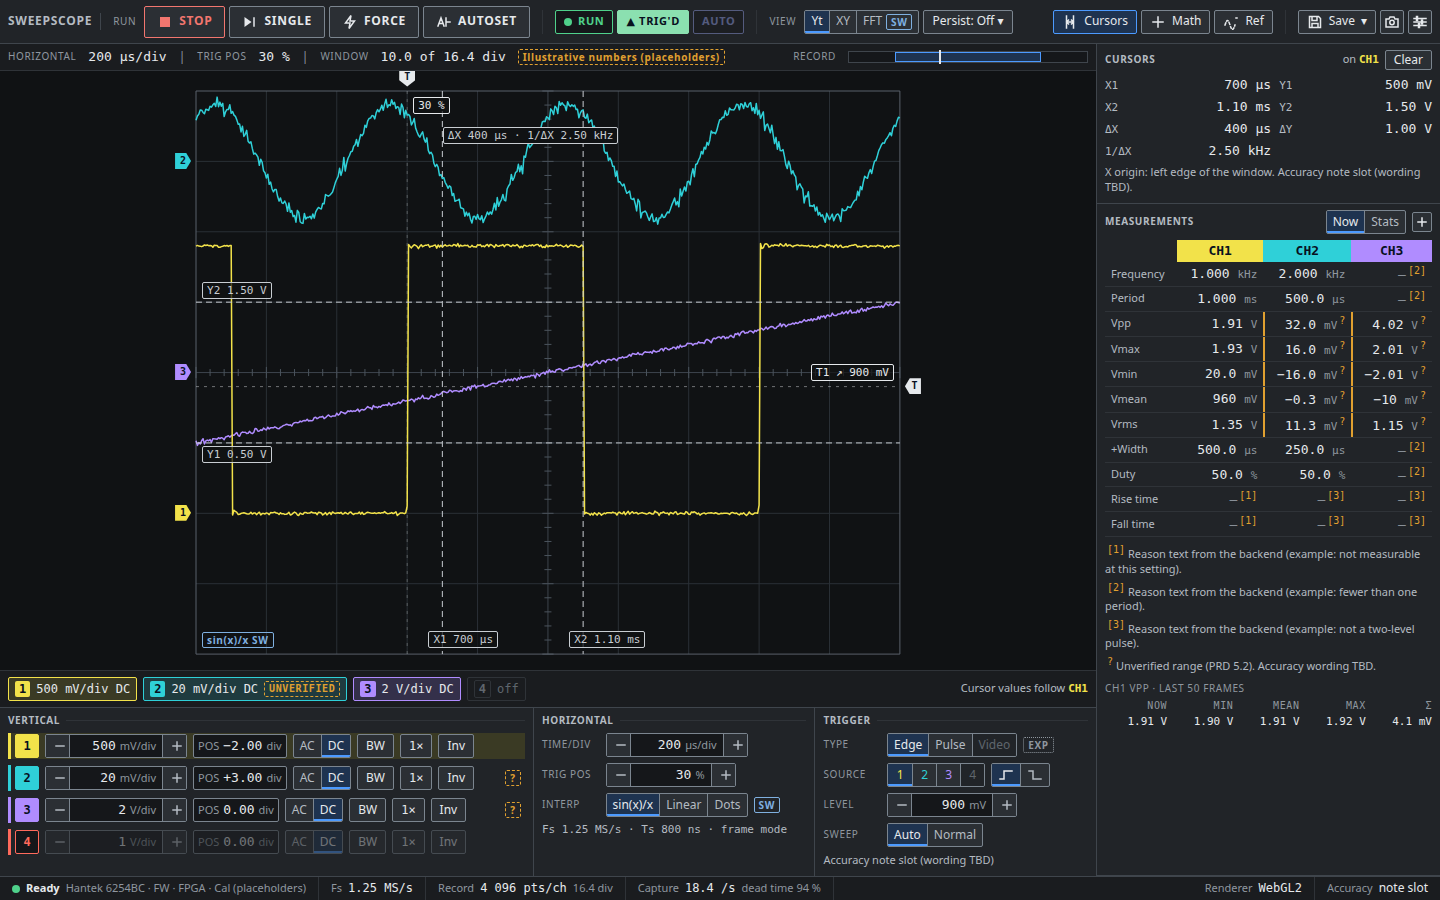 SWEEPSCOPE RUN STOP SINGLE FORCE AUTOSET RUN TRIG'D AUTO VIEW Yt XY FFT SW Persist: Off ▾ Cursors Math Ref Save ▾
HORIZONTAL 200 µs/div | TRIG POS 30 % | WINDOW 10.0 of 16.4 div Illustrative numbers (placeholders) RECORD
T
30 %
ΔX 400 µs · 1/ΔX 2.50 kHz
2
Y2 1.50 V
3
T1 ↗ 900 mV
T
Y1 0.50 V
1
sin(x)/x SW
X1 700 µs
X2 1.10 ms
1 500 mV/div DC 2 20 mV/div DC UNVERIFIED 3 2 V/div DC 4 off Cursor values follow CH1
VERTICAL
1 − 500 mV/div + POS −2.00 div AC DC BW 1× Inv
2 − 20 mV/div + POS +3.00 div AC DC BW 1× Inv ?
3 − 2 V/div + POS 0.00 div AC DC BW 1× Inv ?
4 − 1 V/div + POS 0.00 div AC DC BW 1× Inv
HORIZONTAL
TIME/DIV − 200 µs/div +
TRIG POS − 30 % +
INTERP sin(x)/x Linear Dots SW
Fs 1.25 MS/s · Ts 800 ns · frame mode
TRIGGER
TYPE Edge Pulse Video EXP
SOURCE 1 2 3 4
LEVEL − 900 mV +
SWEEP Auto Normal
Accuracy note slot (wording TBD)
CURSORS on CH1 Clear
X1 700 µs Y1 500 mV
X2 1.10 ms Y2 1.50 V
ΔX 400 µs ΔY 1.00 V
1/ΔX 2.50 kHz
X origin: left edge of the window. Accuracy note slot (wording
TBD).
MEASUREMENTS Now Stats +
CH1 CH2 CH3
Frequency 1.000 kHz 2.000 kHz —[2]
Period 1.000 ms 500.0 µs —[2]
Vpp 1.91 V 32.0 mV? 4.02 V?
Vmax 1.93 V 16.0 mV? 2.01 V?
Vmin 20.0 mV −16.0 mV? −2.01 V?
Vmean 960 mV −0.3 mV? −10 mV?
Vrms 1.35 V 11.3 mV? 1.15 V?
+Width 500.0 µs 250.0 µs —[2]
Duty 50.0 % 50.0 % —[2]
Rise time —[1] —[3] —[3]
Fall time —[1] —[3] —[3]
[1] Reason text from the backend (example: not measurable
at this setting).
[2] Reason text from the backend (example: fewer than one
period).
[3] Reason text from the backend (example: not a two-level
pulse).
? Unverified range (PRD 5.2). Accuracy wording TBD.
CH1 VPP · LAST 50 FRAMES
NOW MIN MEAN MAX Σ
1.91 V 1.90 V 1.91 V 1.92 V 4.1 mV
Ready Hantek 6254BC · FW · FPGA · Cal (placeholders) Fs 1.25 MS/s Record 4 096 pts/ch 16.4 div Capture 18.4 /s dead time 94 % Renderer WebGL2 Accuracy note slot